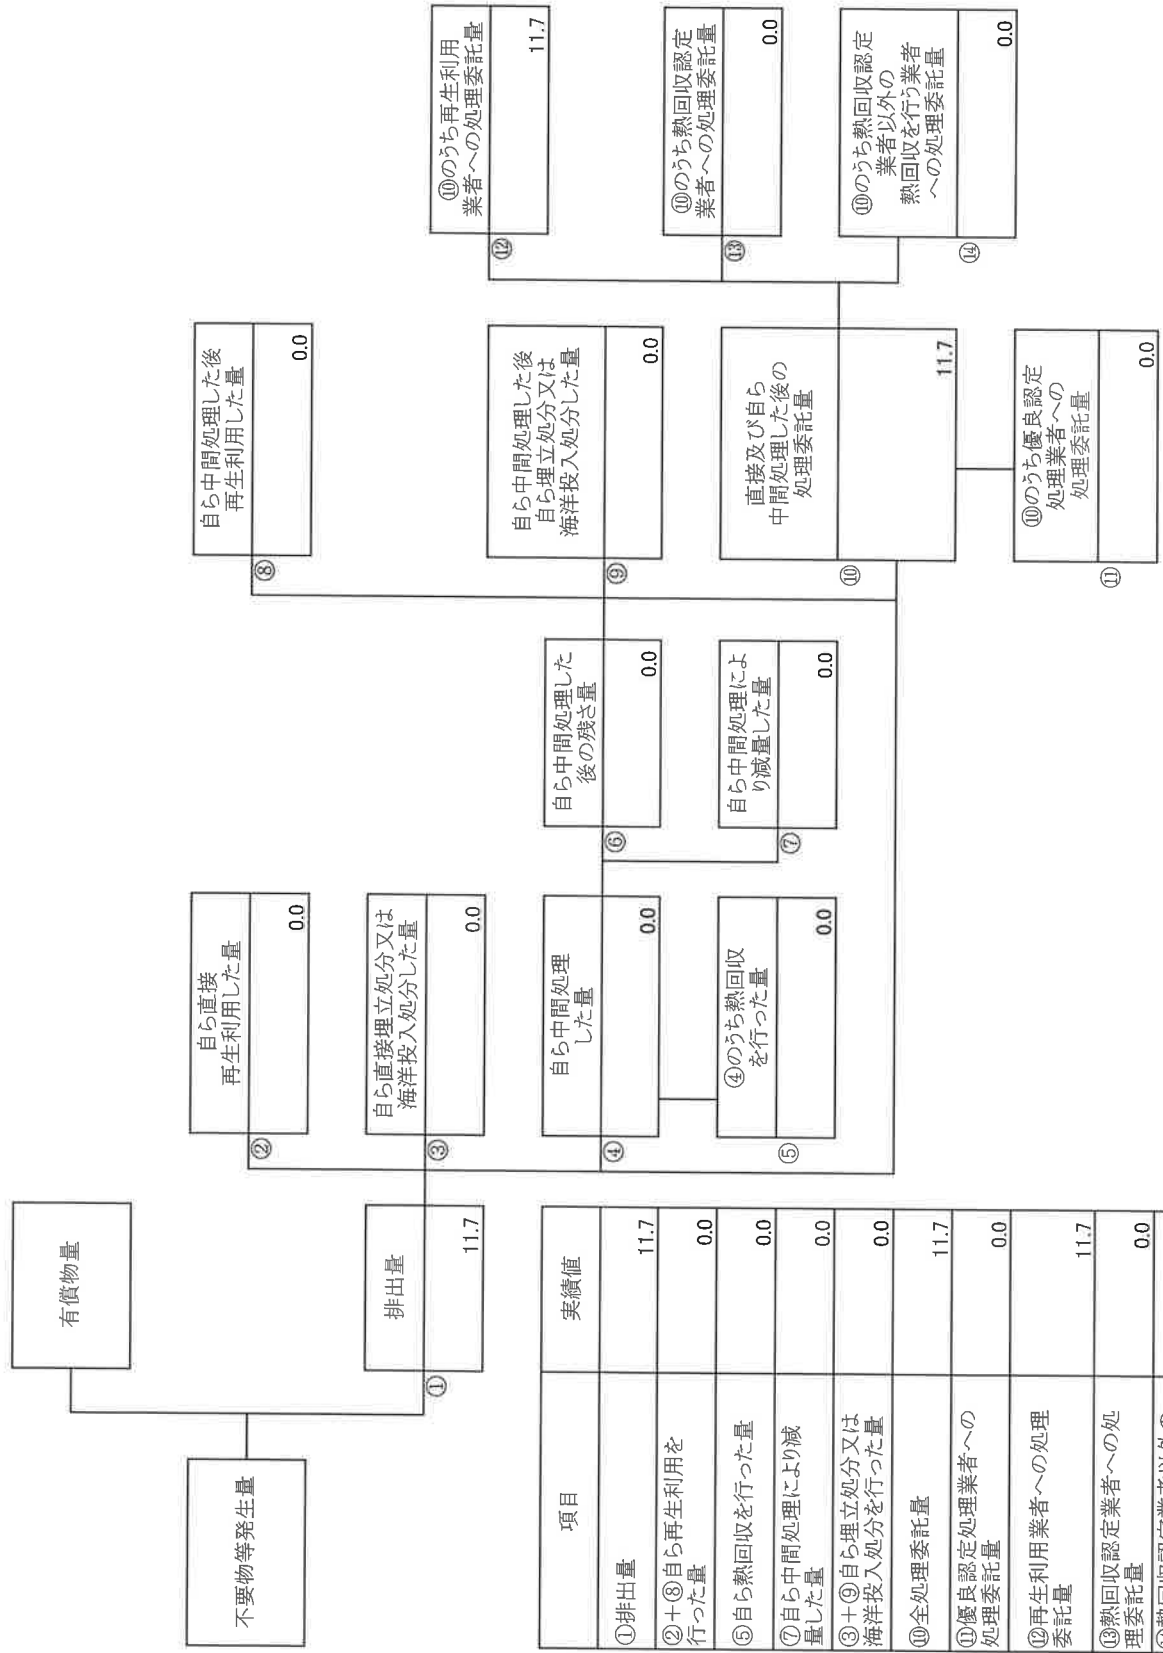 不要物等発生量
有償物量
①
排出量
11.7
②
自ら直接
再生利用した量
0.0
③
自ら直接埋立処分又は
海洋投入処分した量
0.0
④
自ら中間処理
した量
0.0
⑤
④のうち熱回収
を行った量
0.0
⑥
自ら中間処理した
後の残さ量
0.0
⑦
自ら中間処理によ
り減量した量
0.0
⑧
自ら中間処理した後
再生利用した量
0.0
⑨
自ら中間処理した後
自ら埋立処分又は
海洋投入処分した量
0.0
⑩
直接及び自ら
中間処理した後の
処理委託量
11.7
⑪
⑩のうち優良認定
処理業者への
処理委託量
0.0
⑫
⑩のうち再生利用
業者への処理委託量
11.7
⑬
⑩のうち熱回収認定
業者への処理委託量
0.0
⑭
⑩のうち熱回収認定
業者以外の
熱回収を行う業者
への処理委託量
0.0
項目
実績値
①排出量
11.7
②+⑧自ら再生利用を
行った量
0.0
⑤自ら熱回収を行った量
0.0
⑦自ら中間処理により減
量した量
0.0
③+⑨自ら埋立処分又は
海洋投入処分を行った量
0.0
⑩全処理委託量
11.7
⑪優良認定処理業者への
処理委託量
0.0
⑫再生利用業者への処理
委託量
11.7
⑬熱回収認定業者への処
理委託量
0.0